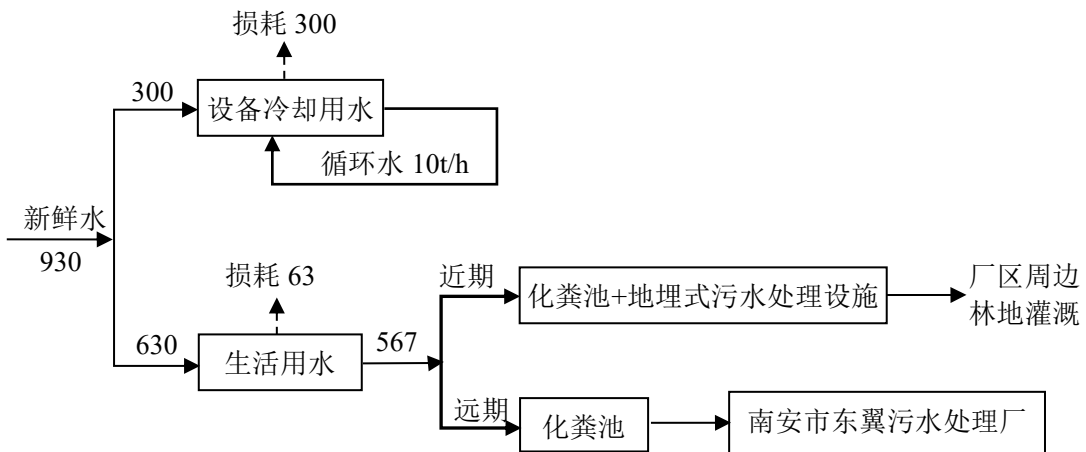 损耗 300
300
设备冷却用水
循环水 10t/h
新鲜水
930
损耗 63
630
生活用水
567
近期
化粪池+地埋式污水处理设施
厂区周边
林地灌溉
远期
化粪池
南安市东翼污水处理厂